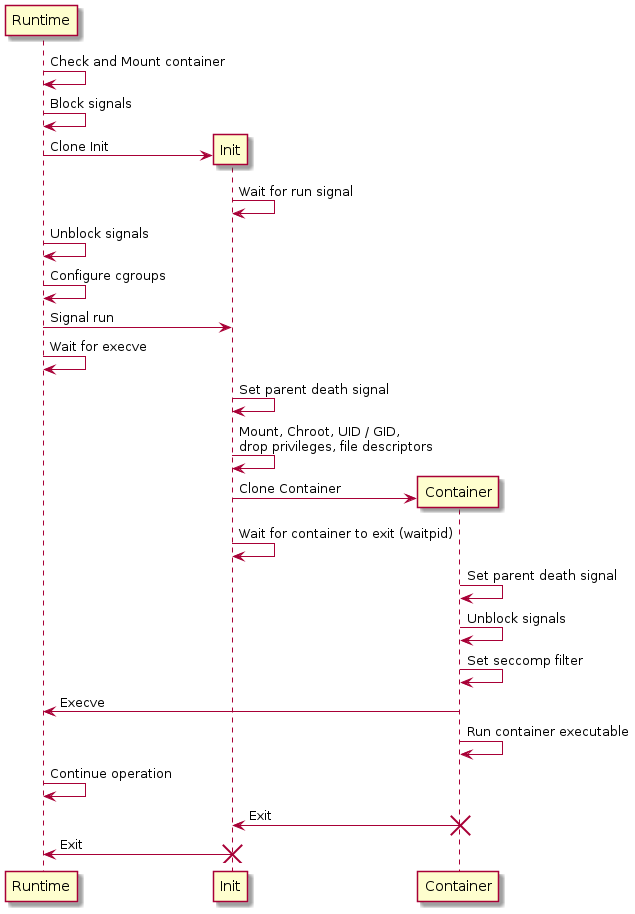 Runtime
Check and Mount container
Block signals
Clone Init
Init
Wait for run signal
Unblock signals
Configure cgroups
Signal run
Wait for execve
Set parent death signal
Mount, Chroot, UID / GID,
drop privileges, file descriptors
Clone Container
Container
Wait for container to exit (waitpid)
Set parent death signal
Unblock signals
Set seccomp filter
Execve
Run container executable
Continue operation
Exit
Exit
Runtime
Init
Container